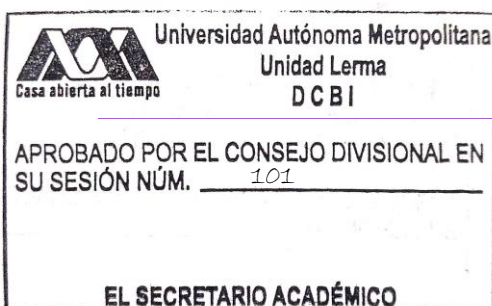 Universidad Autónoma Metropolitana
Unidad Lerma
Casa abierta al tiempo
DCBI
APROBADO POR EL CONSEJO DIVISIONAL EN
SU SESIÓN NÚM. 101
EL SECRETARIO ACADÉMICO